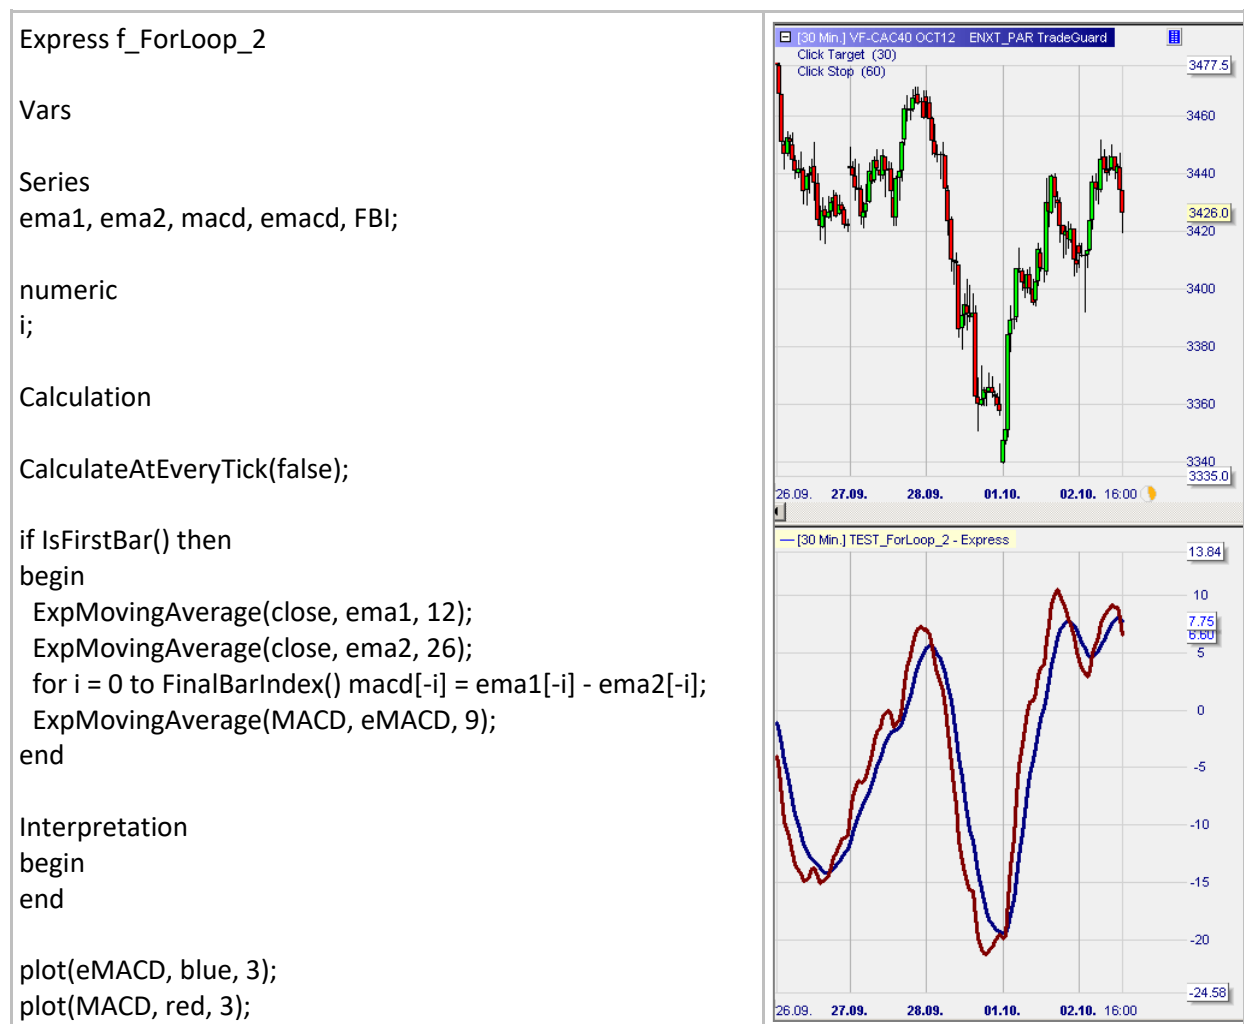 Express f_ForLoop_2
Vars
Series
ema1, ema2, macd, emacd, FBI;
numeric
i;
Calculation
CalculateAtEveryTick(false);
if IsFirstBar() then
begin
ExpMovingAverage(close, ema1, 12);
ExpMovingAverage(close, ema2, 26);
for i = 0 to FinalBarIndex() macd[-i] = ema1[-i] - ema2[-i];
ExpMovingAverage(MACD, eMACD, 9);
end
Interpretation
begin
end
plot(eMACD, blue, 3);
plot(MACD, red, 3);
[30 Min.] VF-CAC40 OCT12 ENXT_PAR TradeGuard
Click Target (30)
Click Stop (60)
3477.5
3460
3440
3426.0
3420
3400
3380
3360
3340
3335.0
26.09. 27.09. 28.09. 01.10. 02.10. 16:00
[30 Min.] TEST_ForLoop_2 - Express
13.84
10
7.75
6.60
5
0
-5
-10
-15
-20
-24.58
26.09. 27.09. 28.09. 01.10. 02.10. 16:00